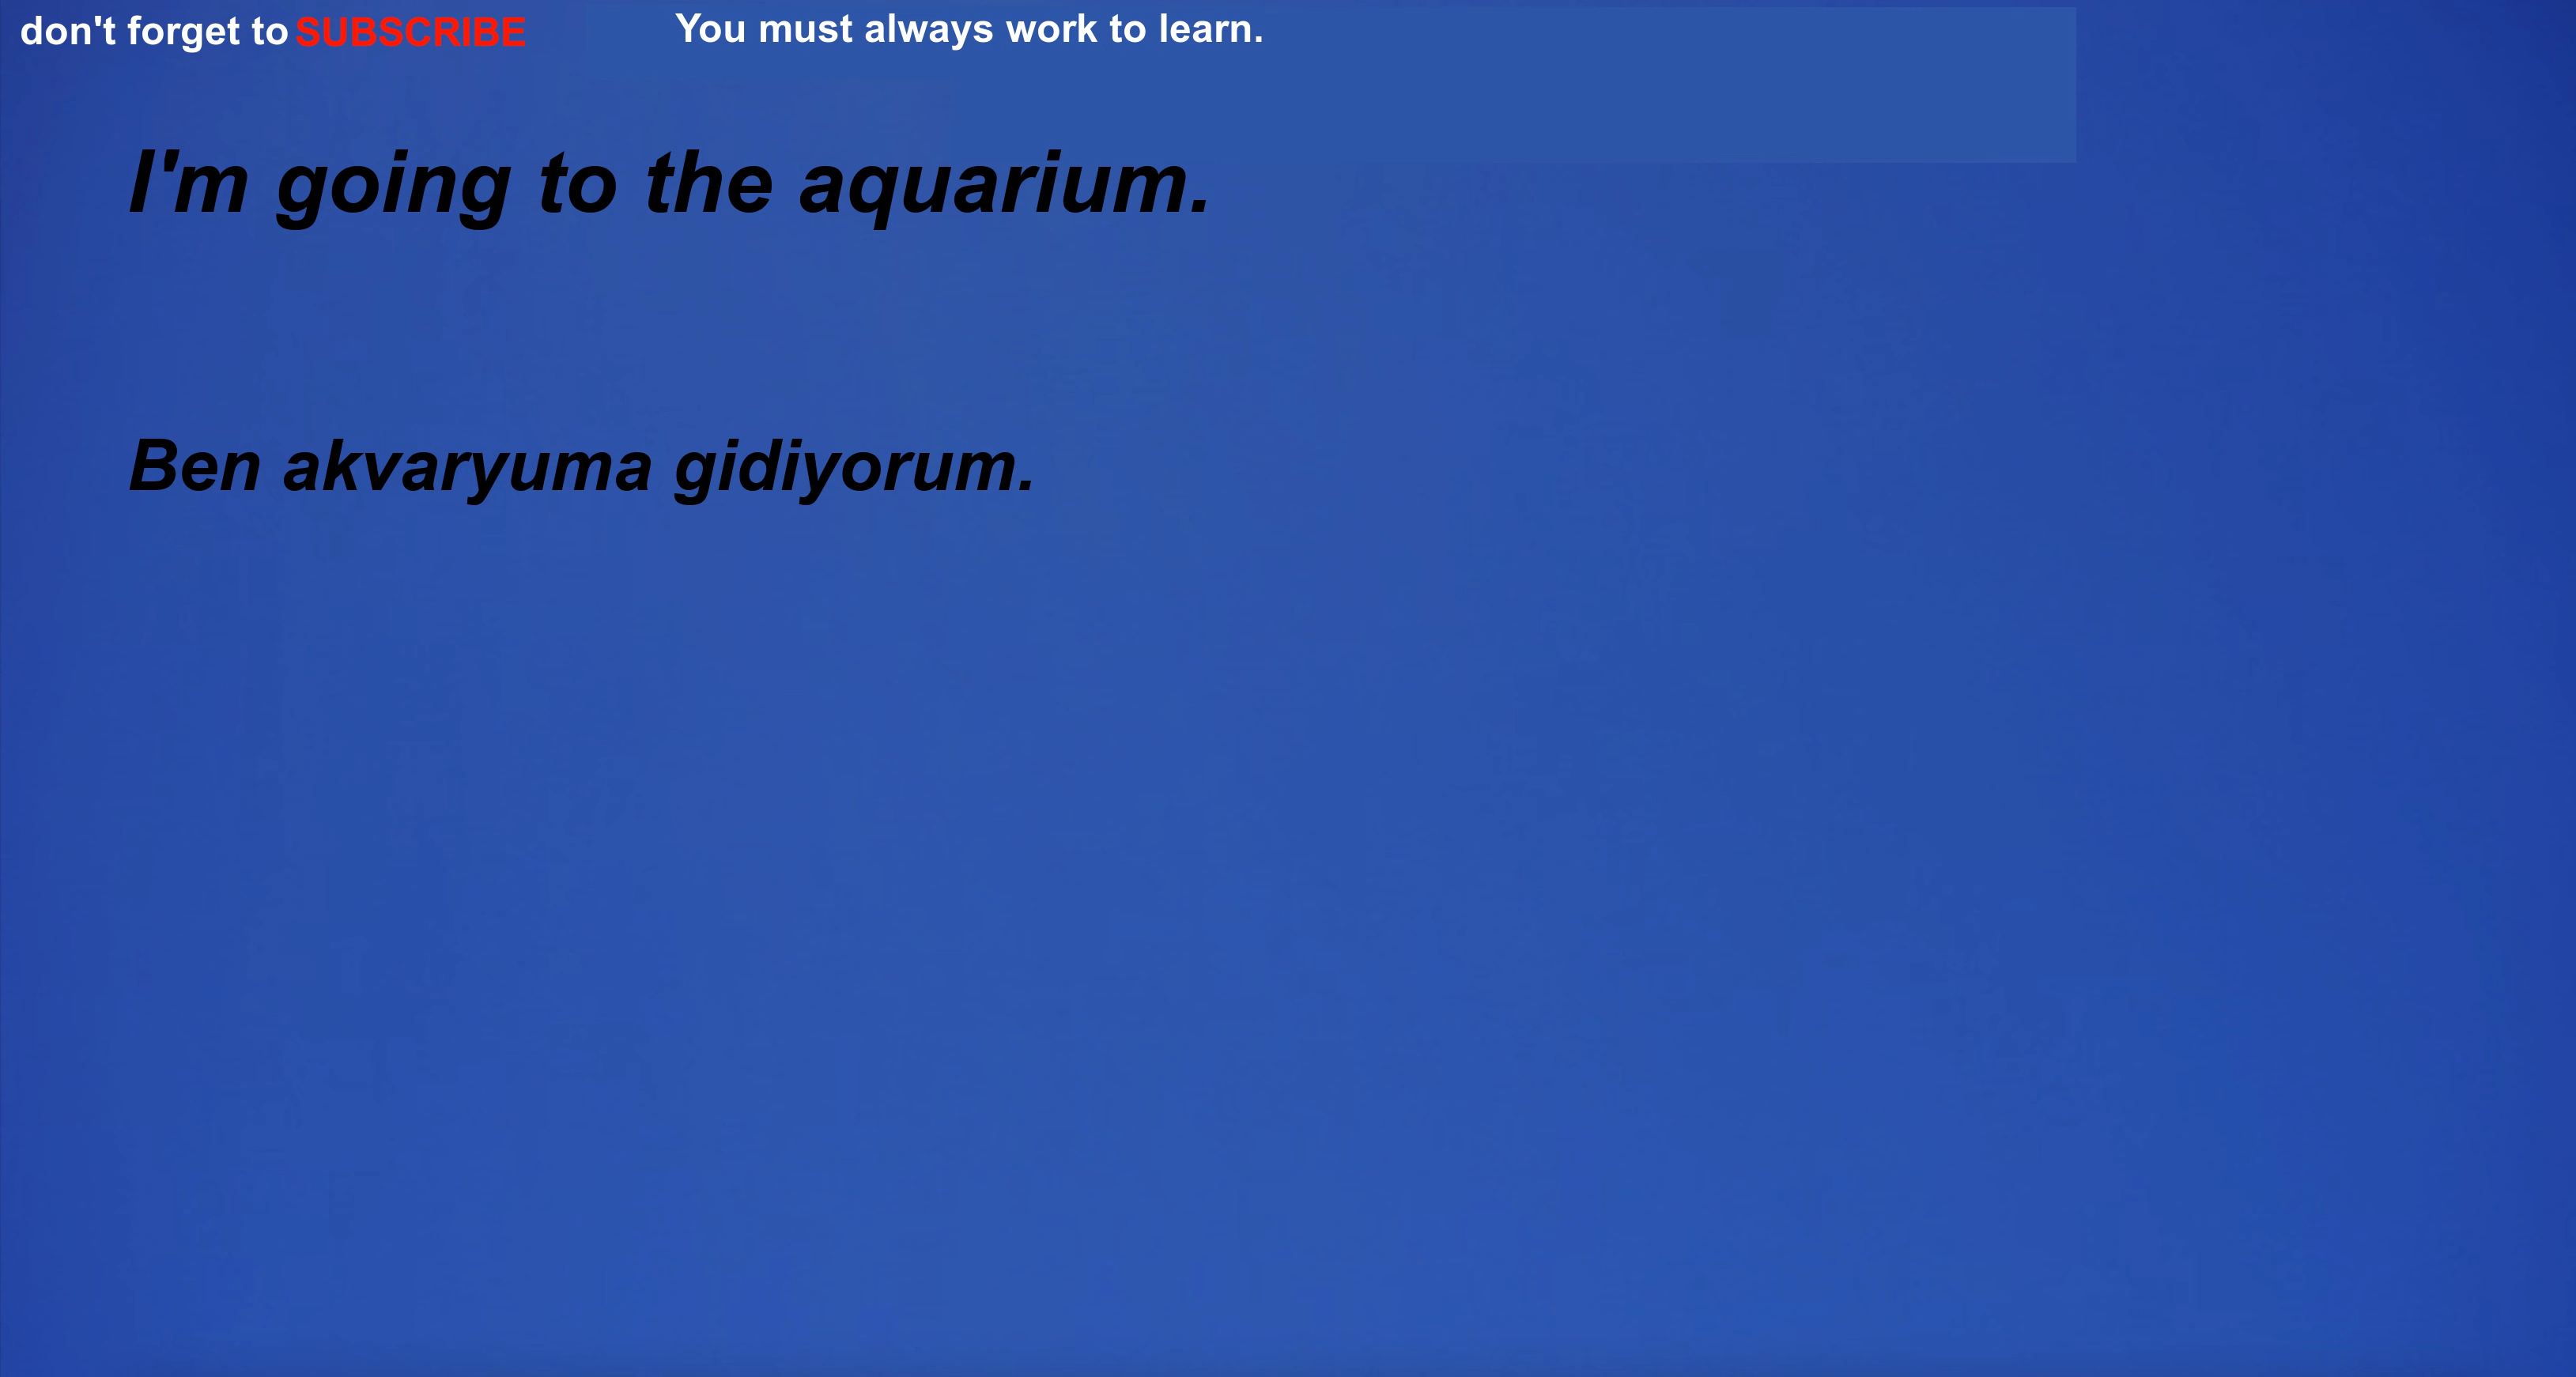 don't forget to SUBSCRIBE You must always work to learn.
I'm going to the aquarium.
Ben akvaryuma gidiyorum.